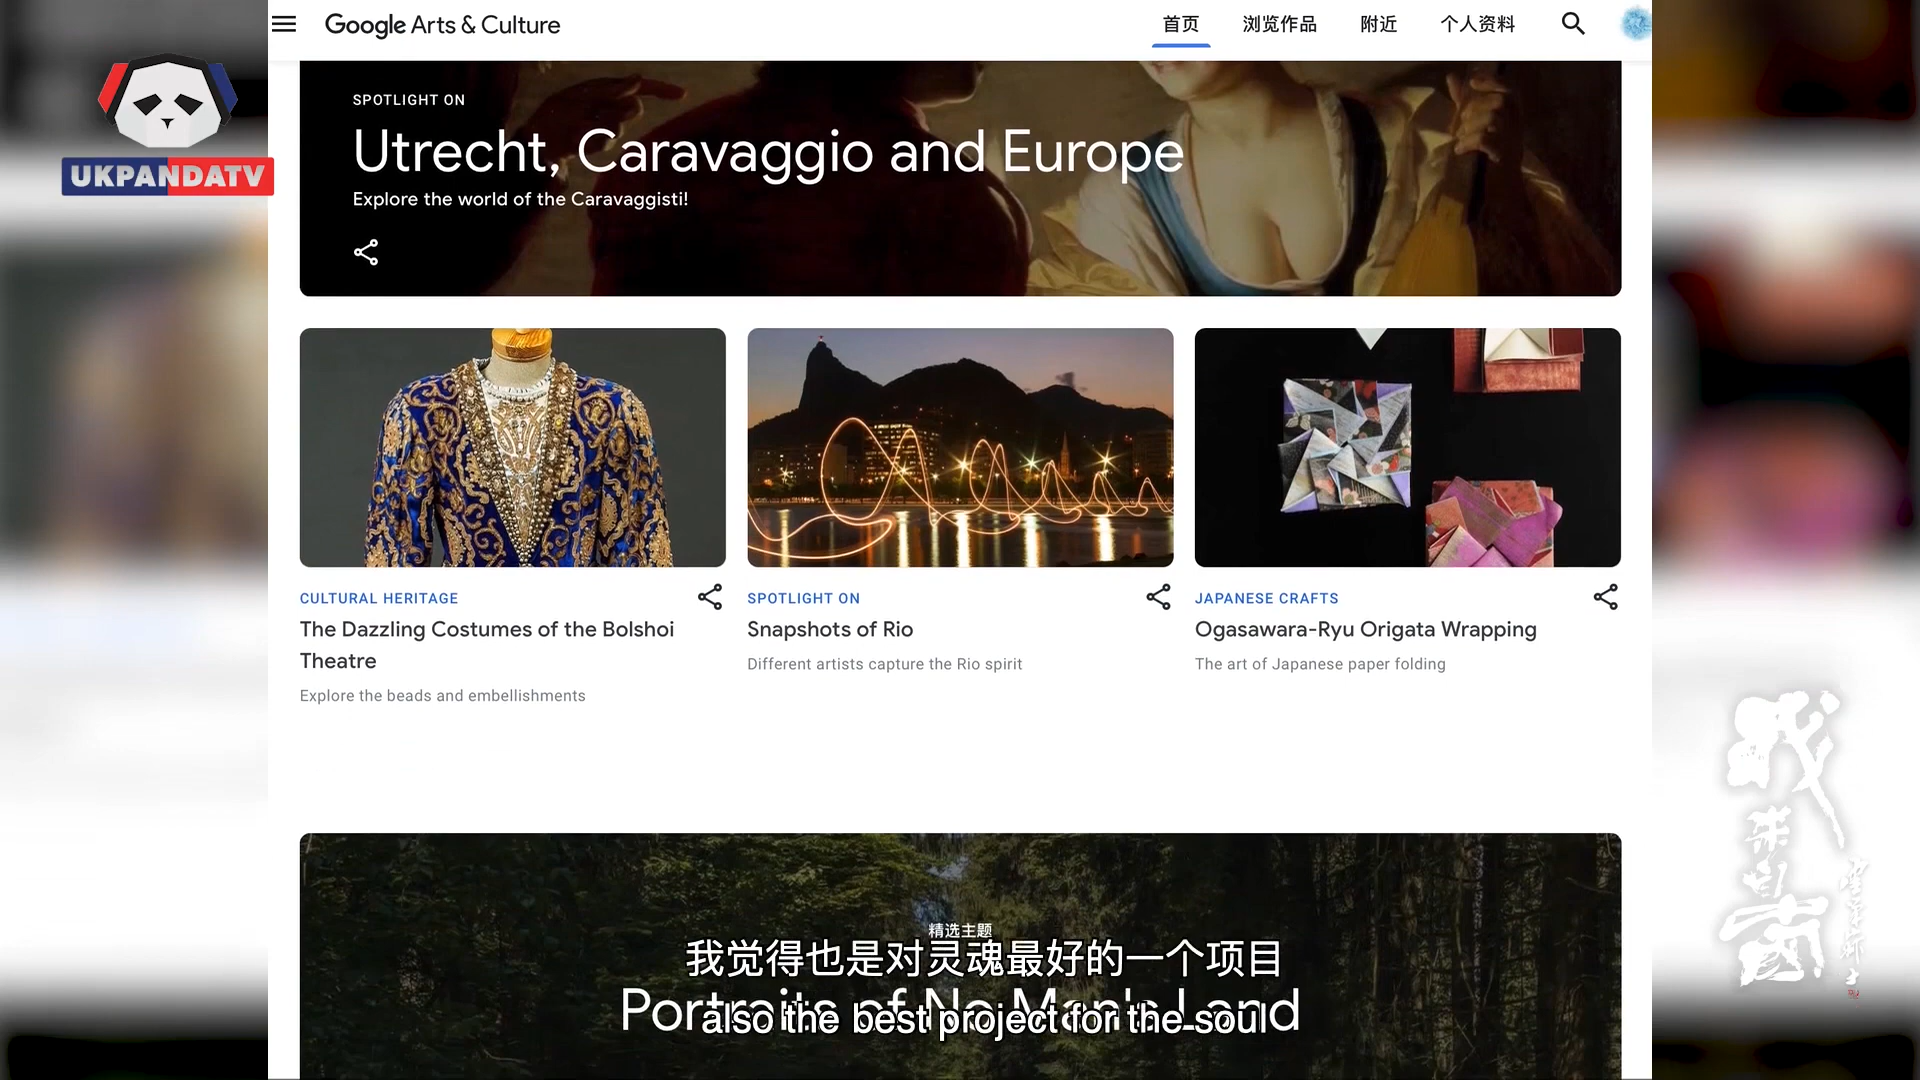 Google Arts & Culture
首页
浏览作品
附近
个人资料
UKPANDATV
SPOTLIGHT ON
Utrecht, Caravaggio and Europe
Explore the world of the Caravaggisti!
CULTURAL HERITAGE
The Dazzling Costumes of the Bolshoi
Theatre
Explore the beads and embellishments
SPOTLIGHT ON
Snapshots of Rio
Different artists capture the Rio spirit
JAPANESE CRAFTS
Ogasawara-Ryu Origata Wrapping
The art of Japanese paper folding
精选主题
我觉得也是对灵魂最好的一个项目
Portraits of No Man's Land
also the best project for the soul
我来自